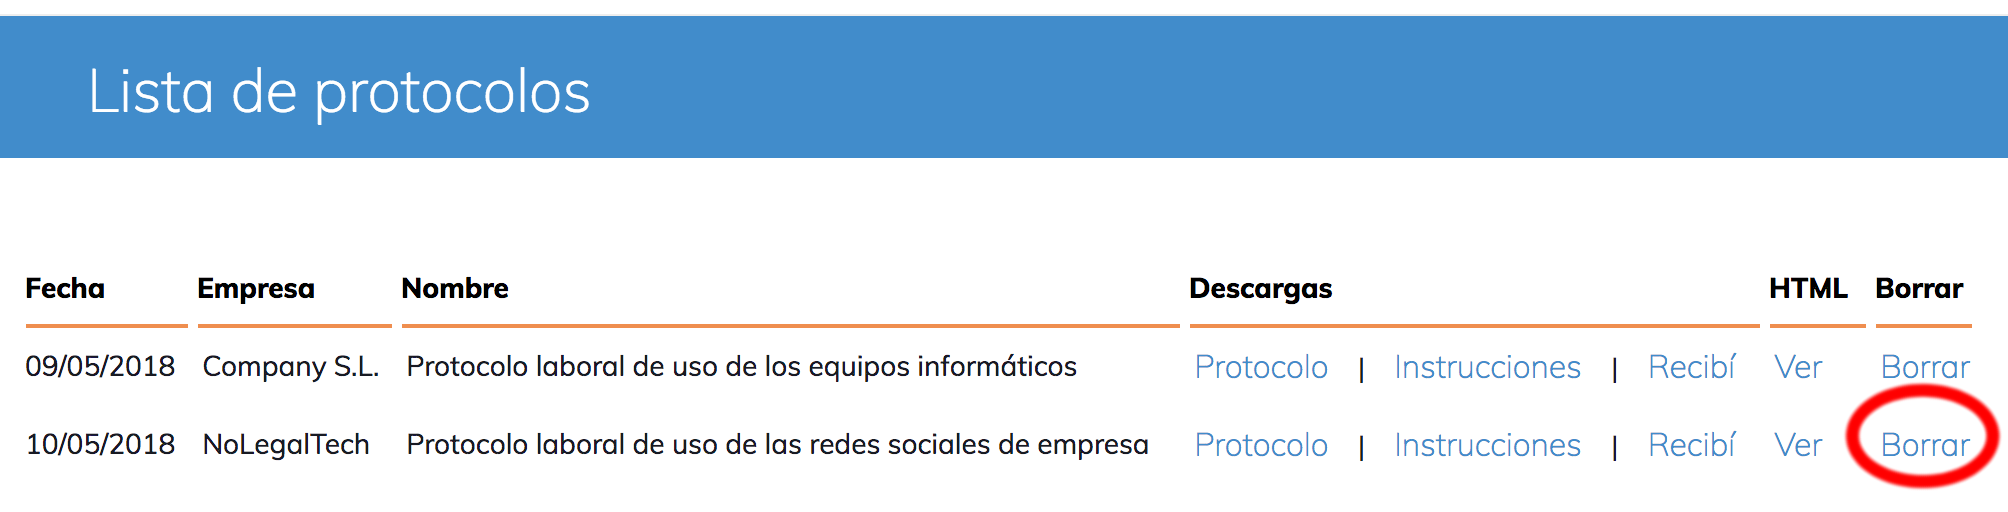 Lista de protocolos
Fecha Empresa Nombre Descargas HTML Borrar
09/05/2018 Company S.L. Protocolo laboral de uso de los equipos informáticos Protocolo | Instrucciones | Recibí Ver Borrar
10/05/2018 NoLegalTech Protocolo laboral de uso de las redes sociales de empresa Protocolo | Instrucciones | Recibí Ver Borrar